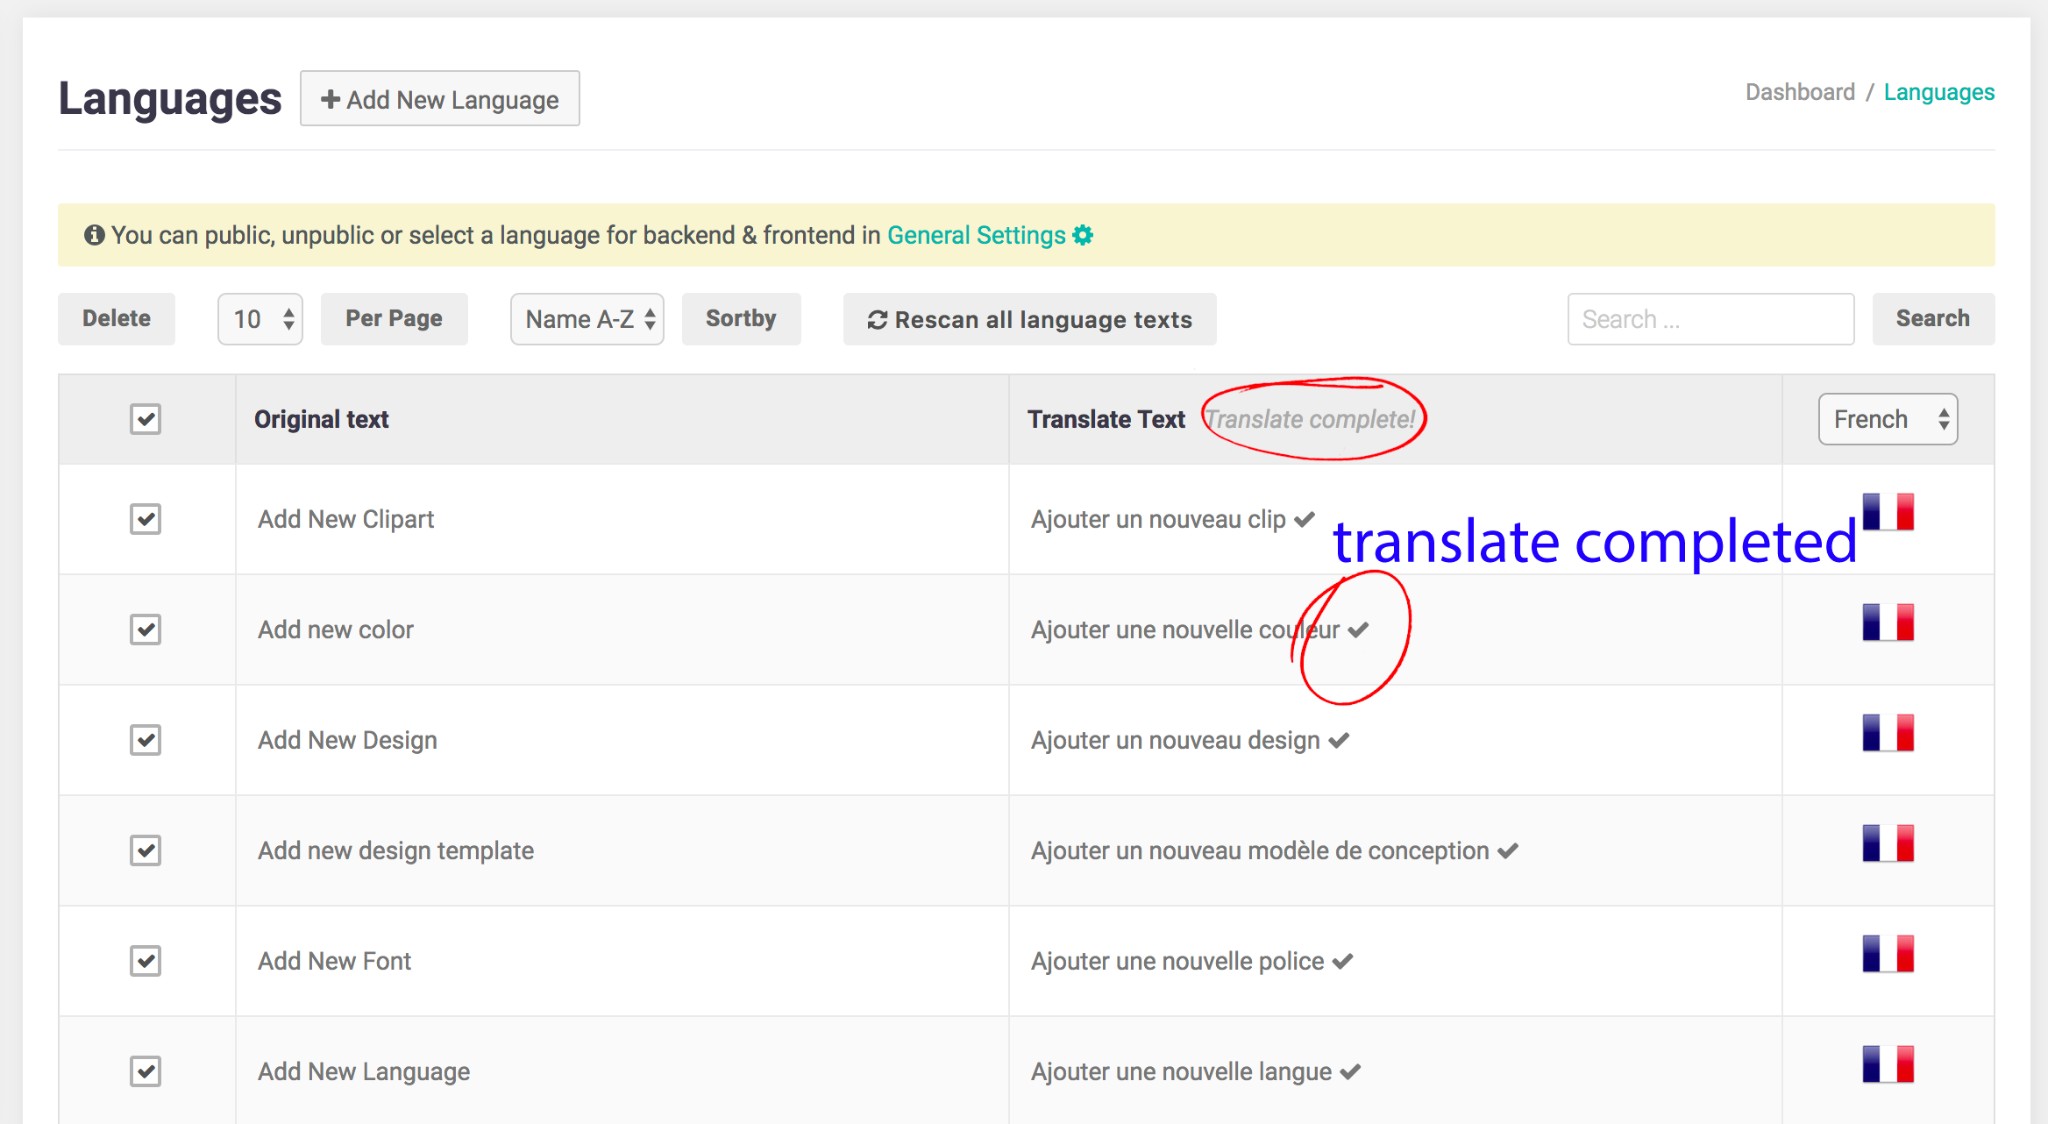 Languages
Add New Language
Dashboard / Languages
You can public, unpublic or select a language for backend & frontend in General Settings
Delete 10 Per Page Name A-Z Sortby Rescan all language texts Search ... Search
Original text Translate Text Translate complete! French
Add New Clipart Ajouter un nouveau clip
translate completed
Add new color Ajouter une nouvelle couleur
Add New Design Ajouter un nouveau design
Add new design template Ajouter un nouveau modèle de conception
Add New Font Ajouter une nouvelle police
Add New Language Ajouter une nouvelle langue